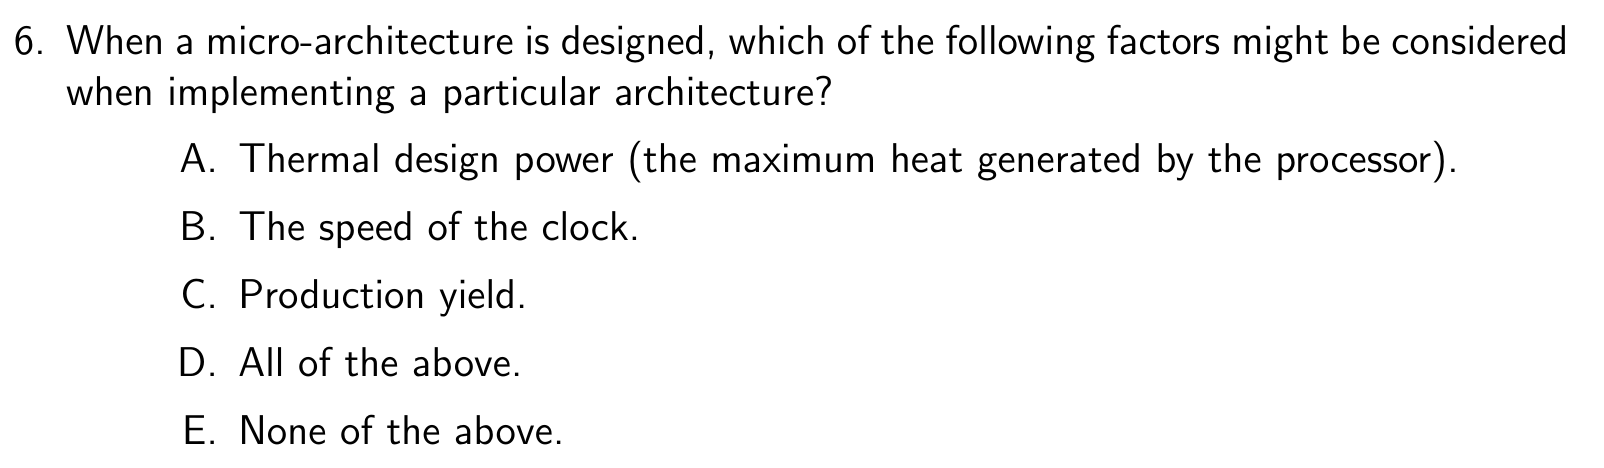 6. When a micro-architecture is designed, which of the following factors might be considered
when implementing a particular architecture?
A. Thermal design power (the maximum heat generated by the processor).
B. The speed of the clock.
C. Production yield.
D. All of the above.
E. None of the above.